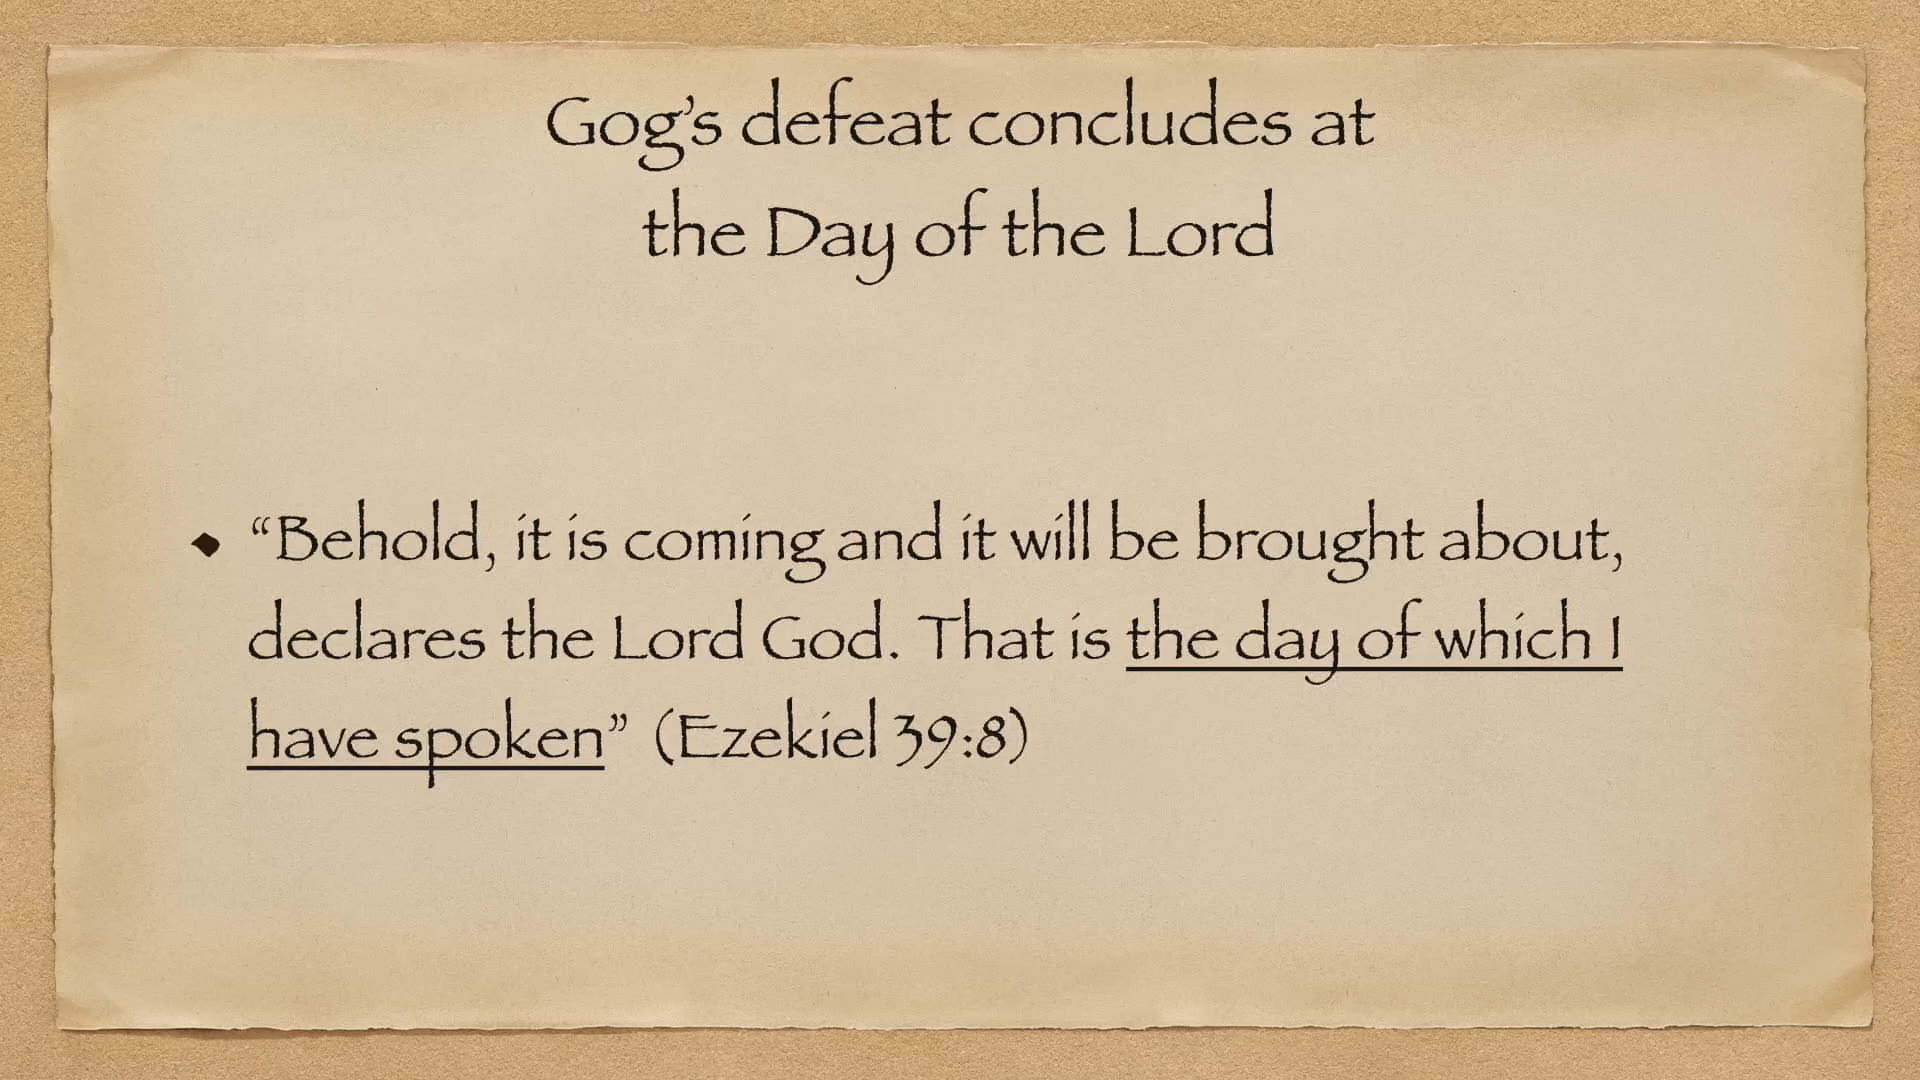 Gog’s defeat concludes at
the Day of the Lord
“Behold, it is coming and it will be brought about,
declares the Lord God. That is the day of which I
have spoken” (Ezekiel 39:8)